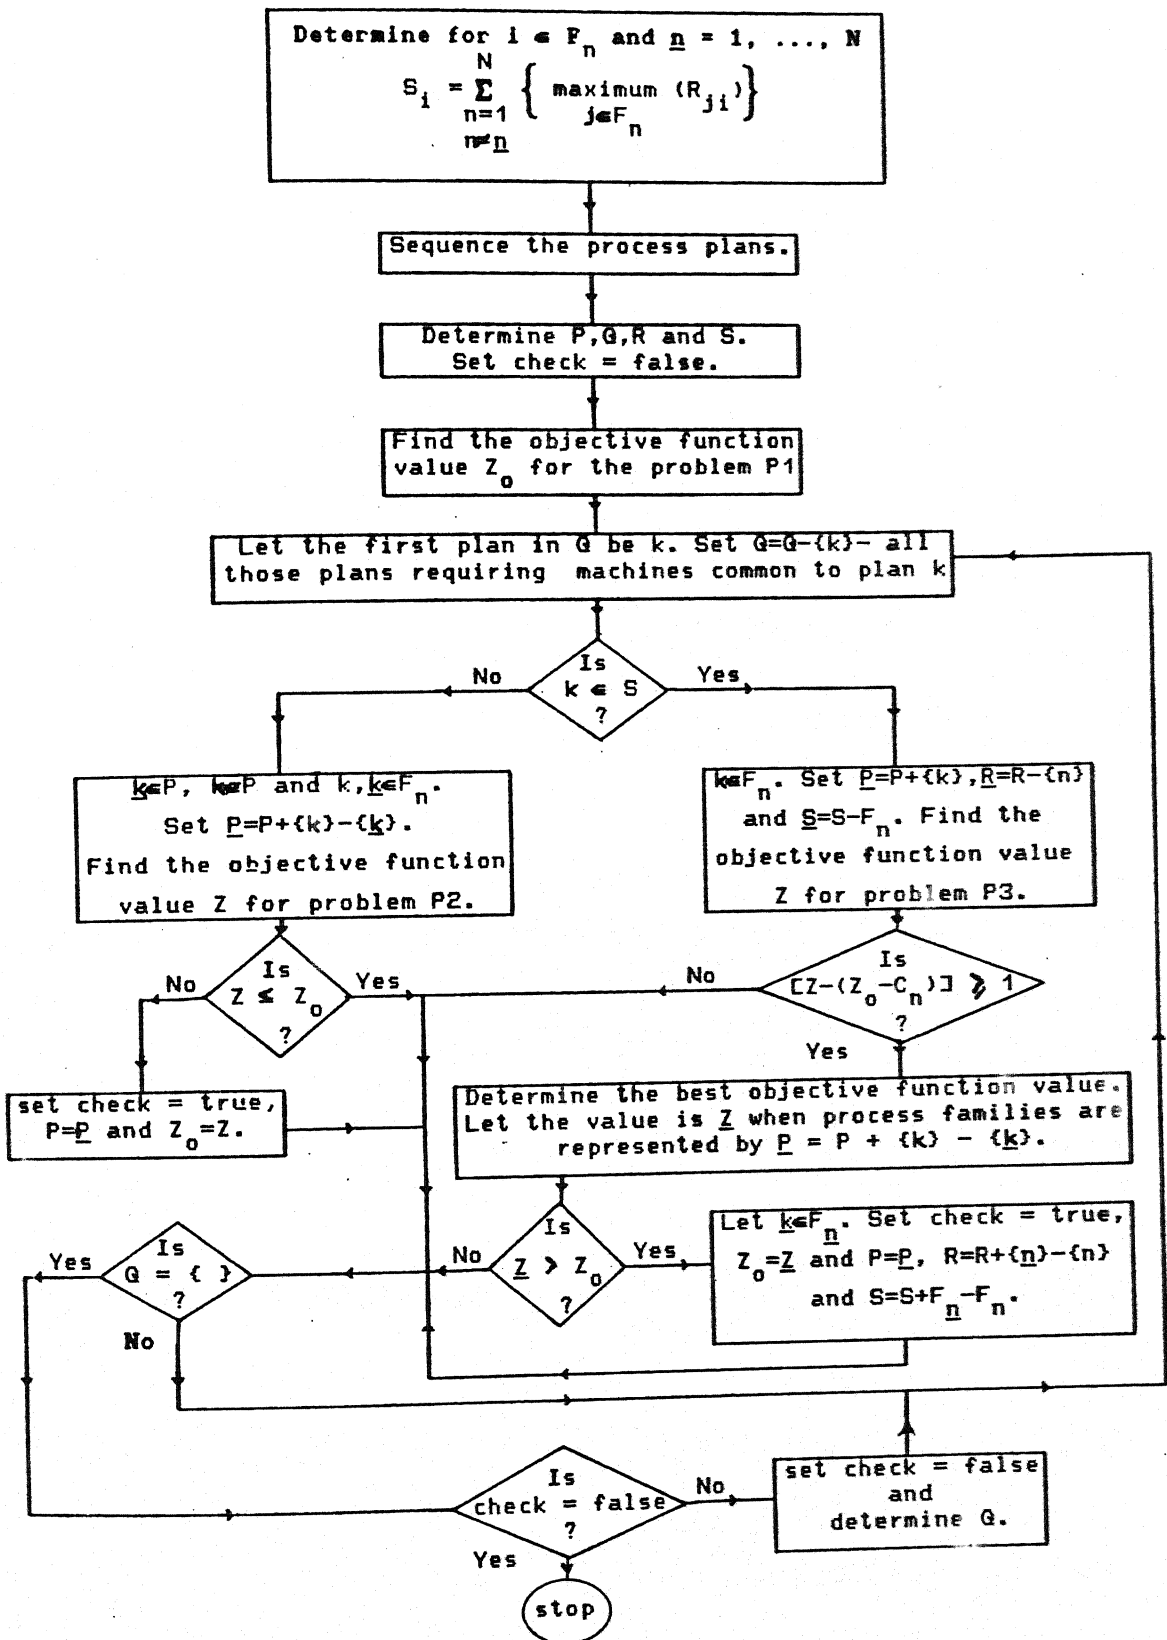 Determine for i ∈ F_n and n̲ = 1, ..., N
N
S_i = Σ { maximum (R_ji) }
n=1 j∈F_n
n≠n̲
Sequence the process plans.
Determine P,Q,R and S.
Set check = false.
Find the objective function
value Z_o for the problem P1
Let the first plan in Q be k. Set Q=Q-{k}- all
those plans requiring machines common to plan k
Is
k ∈ S
?
No
Yes
k̲∈P, k∉P and k,k̲∈F_n.
Set P̲=P+{k}-{k̲}.
Find the objective function
value Z for problem P2.
k∈F_n. Set P̲=P+{k},R̲=R-{n}
and S̲=S-F_n. Find the
objective function value
Z for problem P3.
Is
Z ≤ Z_o
?
No
Yes
Is
[Z-(Z_o-C_n)] ⩾ 1
?
No
Yes
set check = true,
P=P̲ and Z_o=Z.
Determine the best objective function value.
Let the value is Z̲ when process families are
represented by P̲ = P + {k} - {k̲}.
Is
Z̲ > Z_o
?
No
Yes
Let k̲∈F_n̲. Set check = true,
Z_o=Z̲ and P=P̲, R=R+{n̲}-{n}
and S=S+F_n̲-F_n.
Is
Q = { }
?
Yes
No
Is
check = false
?
No
Yes
set check = false
and
determine Q.
stop